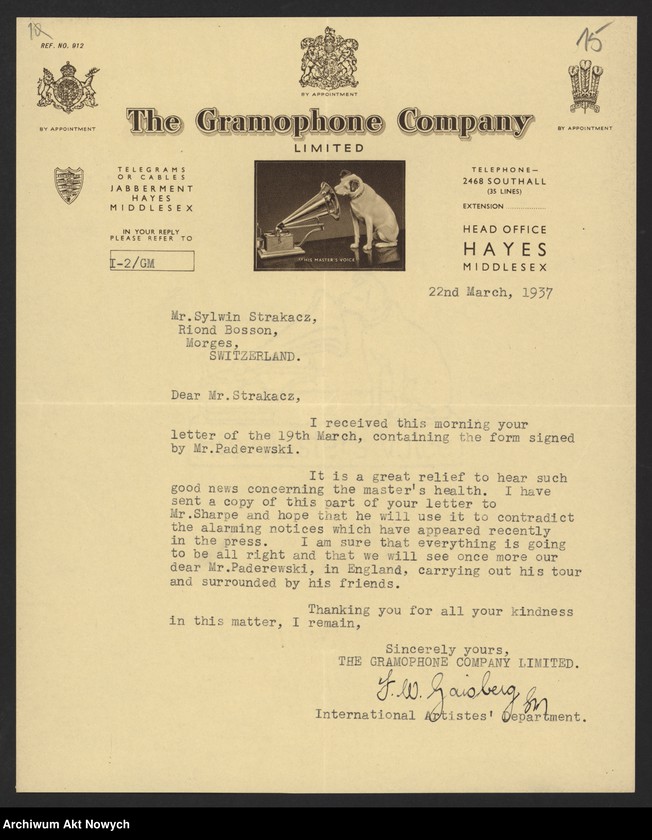 REF. NO. 912
15
BY APPOINTMENT
BY APPOINTMENT
BY APPOINTMENT
The Gramophone Company
LIMITED
TELEGRAMS
OR CABLES
JABBERMENT
HAYES
MIDDLESEX
IN YOUR REPLY
PLEASE REFER TO
I-2/GM
"HIS MASTER'S VOICE"
TELEPHONE—
2468 SOUTHALL
(35 LINES)
EXTENSION ....................
HEAD OFFICE
HAYES
MIDDLESEX
22nd March, 1937
Mr.Sylwin Strakacz,
Riond Bosson,
Morges,
SWITZERLAND.
Dear Mr.Strakacz,
I received this morning your
letter of the 19th March, containing the form signed
by Mr.Paderewski.
It is a great relief to hear such
good news concerning the master's health. I have
sent a copy of this part of your letter to
Mr.Sharpe and hope that he will use it to contradict
the alarming notices which have appeared recently
in the press. I am sure that everything is going
to be all right and that we will see once more our
dear Mr.Paderewski, in England, carrying out his tour
and surrounded by his friends.
Thanking you for all your kindness
in this matter, I remain,
Sincerely yours,
THE GRAMOPHONE COMPANY LIMITED.
F. W. Gaisberg
International Artistes' Department.
Archiwum Akt Nowych